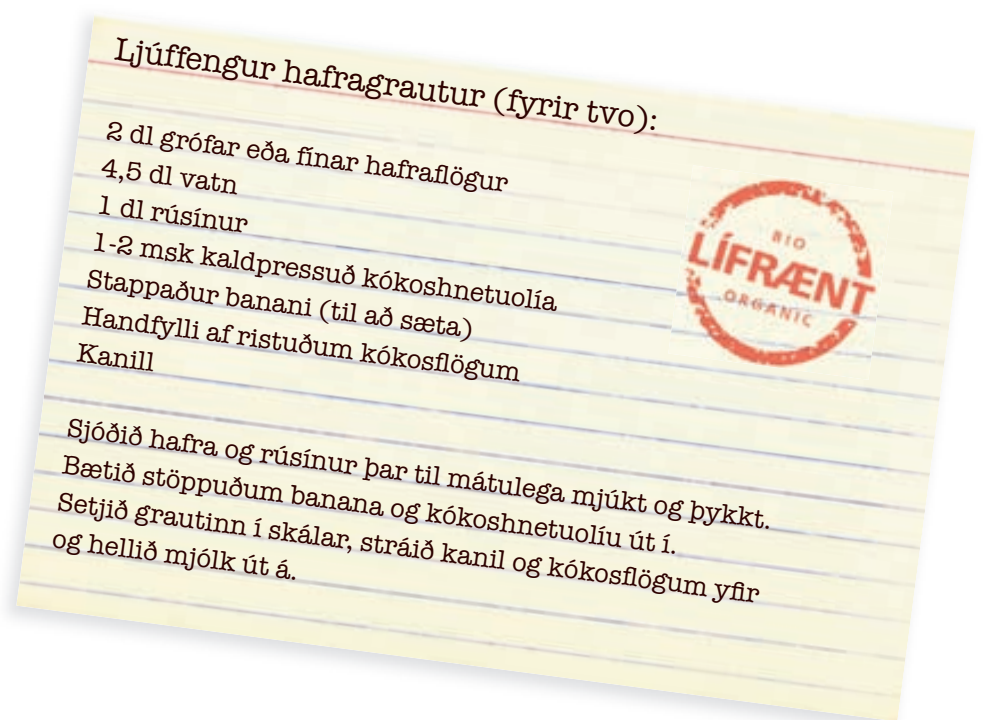 Ljúffengur hafragrautur (fyrir tvo):
2 dl grófar eða fínar hafraflögur
4,5 dl vatn
1 dl rúsínur
1-2 msk kaldpressuð kókoshnetuolía
Stappaður banani (til að sæta)
Handfylli af ristuðum kókosflögum
Kanill
BIO
LÍFRÆNT
ORGANIC
Sjóðið hafra og rúsínur þar til mátulega mjúkt og þykkt.
Bætið stöppuðum banana og kókoshnetuolíu út í.
Setjið grautinn í skálar, stráið kanil og kókosflögum yfir
og hellið mjólk út á.